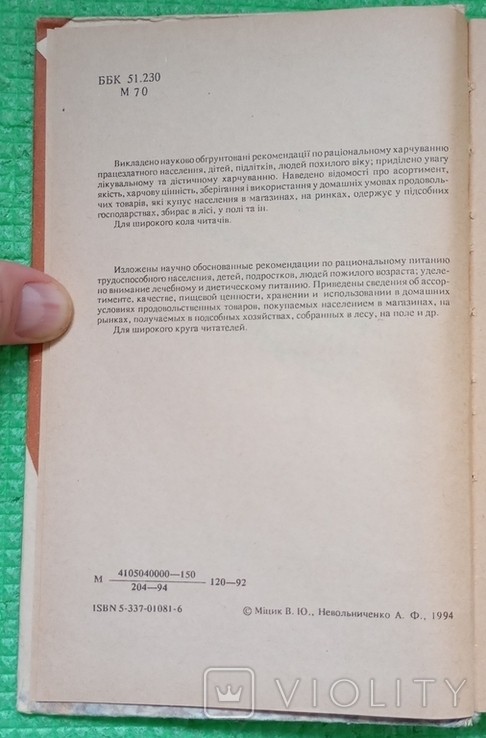 ББК 51.230
М 70
Викладено науково обгрунтовані рекомендації по раціональному харчуванню
працездатного населення, дітей, підлітків, людей похилого віку; приділено увагу
лікувальному та дієтичному харчуванню. Наведено відомості про асортимент,
якість, харчову цінність, зберігання і використання у домашніх умовах продоволь-
чих товарів, які купує населення в магазинах, на ринках, одержує у підсобних
господарствах, збирає в лісі, у полі та ін.
Для широкого кола читачів.
Изложены научно обоснованные рекомендации по рациональному питанию
трудоспособного населения, детей, подростков, людей пожилого возраста; уделе-
но внимание лечебному и диетическому питанию. Приведены сведения об ассор-
тименте, качестве, пищевой ценности, хранении и использовании в домашних
условиях продовольственных товаров, покупаемых населением в магазинах, на
рынках, получаемых в подсобных хозяйствах, собранных в лесу, на поле и др.
Для широкого круга читателей.
М 4105040000—150
204—94 120—92
ISBN 5-337-01081-6
© Міцик В. Ю., Невольниченко А. Ф., 1994
VIOLITY